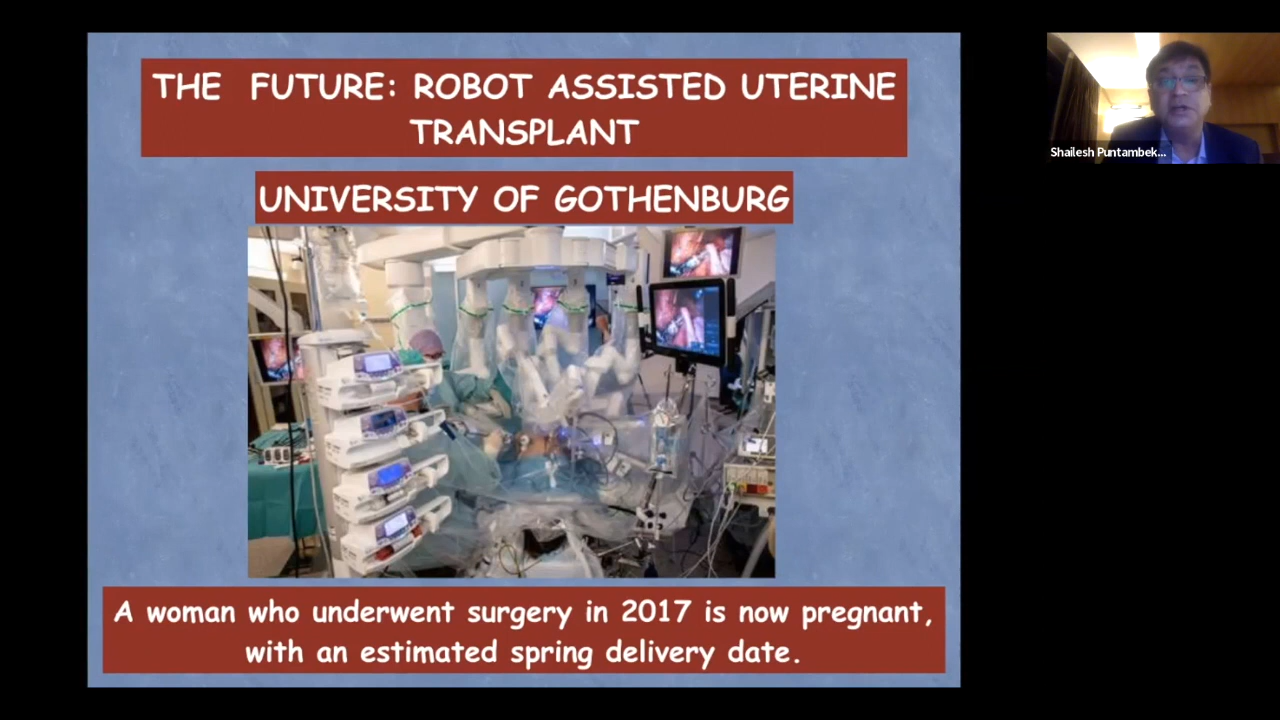 THE FUTURE: ROBOT ASSISTED UTERINE
TRANSPLANT
UNIVERSITY OF GOTHENBURG
A woman who underwent surgery in 2017 is now pregnant,
with an estimated spring delivery date.
Shailesh Puntambek...